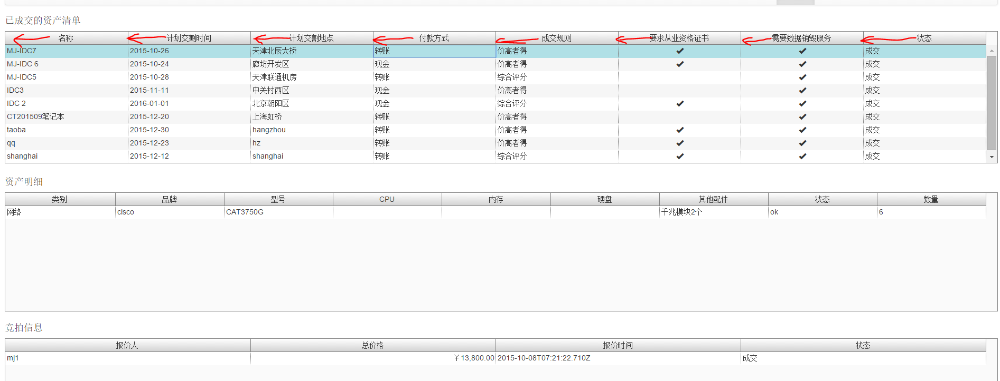 已成交的资产清单
名称 计划交割时间 计划交割地点 付款方式 成交规则 要求从业资格证书 需要数据销毁服务 状态
MJ-IDC7 2015-10-26 天津北辰大桥 转账 价高者得 ✔ ✔ 成交
MJ-IDC 6 2015-10-24 廊坊开发区 现金 价高者得 ✔ ✔ 成交
MJ-IDC5 2015-10-28 天津联通机房 转账 综合评分 ✔ 成交
IDC3 2015-11-11 中关村西区 现金 价高者得 ✔ 成交
IDC 2 2016-01-01 北京朝阳区 现金 综合评分 ✔ ✔ 成交
CT201509笔记本 2015-12-20 上海虹桥 转账 价高者得 ✔ 成交
taoba 2015-12-30 hangzhou 转账 价高者得 ✔ ✔ 成交
qq 2015-12-23 hz 转账 价高者得 ✔ ✔ 成交
shanghai 2015-12-12 shanghai 转账 综合评分 ✔ ✔ 成交
资产明细
类别 品牌 型号 CPU 内存 硬盘 其他配件 状态 数量
网络 cisco CAT3750G 千兆模块2个 ok 6
竞拍信息
报价人 总价格 报价时间 状态
mj1 ￥13,800.00 2015-10-08T07:21:22.710Z 成交